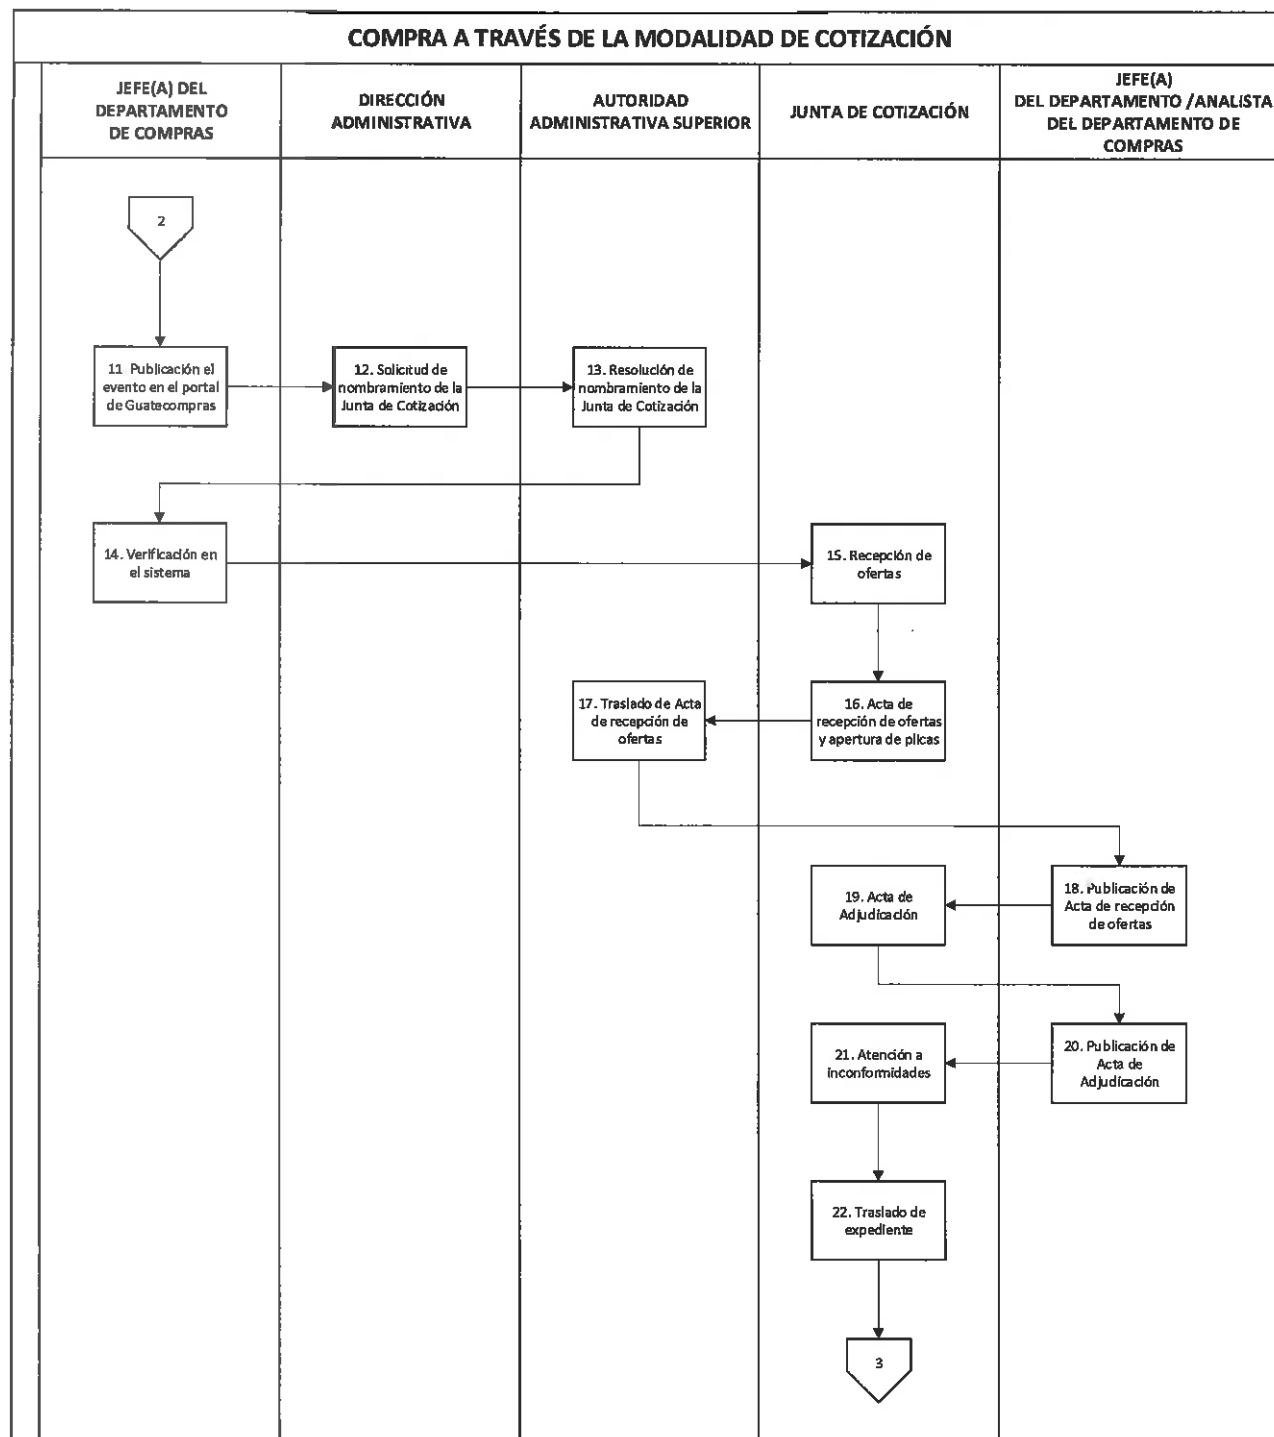 COMPRA A TRAVÉS DE LA MODALIDAD DE COTIZACIÓN
JEFE(A) DEL
DEPARTAMENTO
DE COMPRAS
DIRECCIÓN
ADMINISTRATIVA
AUTORIDAD
ADMINISTRATIVA SUPERIOR
JUNTA DE COTIZACIÓN
JEFE(A)
DEL DEPARTAMENTO /ANALISTA
DEL DEPARTAMENTO DE
COMPRAS
2
11 Publicación el
evento en el portal
de Guatecompras
12. Solicitud de
nombramiento de la
Junta de Cotización
13. Resolución de
nombramiento de la
Junta de Cotización
14. Verificación en
el sistema
15. Recepción de
ofertas
17. Traslado de Acta
de recepción de
ofertas
16. Acta de
recepción de ofertas
y apertura de plicas
19. Acta de
Adjudicación
18. Publicación de
Acta de recepción
de ofertas
21. Atención a
inconformidades
20. Publicación de
Acta de
Adjudicación
22. Traslado de
expediente
3